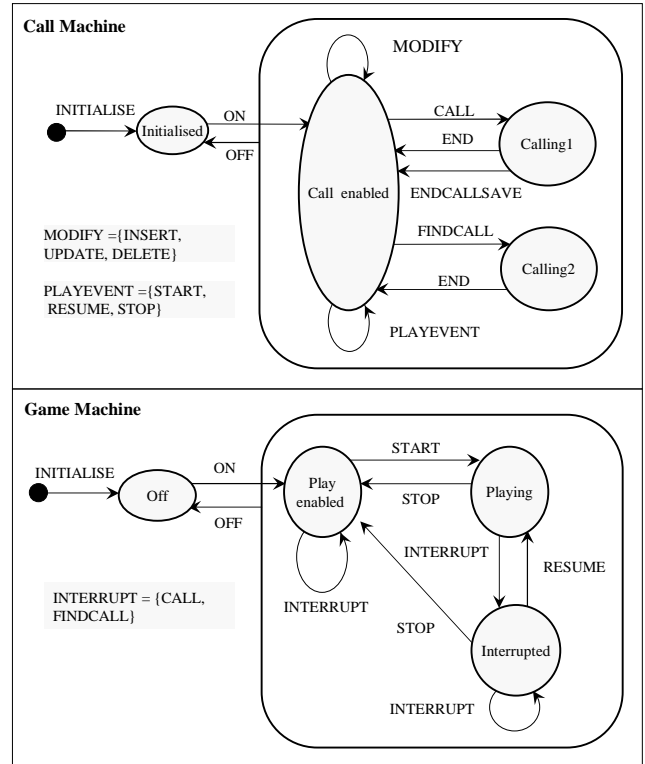 Call Machine
MODIFY
INITIALISE
ON
CALL
Initialised
END
Calling1
OFF
Call enabled
ENDCALLSAVE
MODIFY ={INSERT,
UPDATE, DELETE}
FINDCALL
Calling2
PLAYEVENT ={START,
RESUME, STOP}
END
PLAYEVENT
Game Machine
START
INITIALISE
ON
Play
enabled
Playing
Off
STOP
OFF
INTERRUPT
RESUME
INTERRUPT = {CALL,
FINDCALL}
INTERRUPT
STOP
Interrupted
INTERRUPT